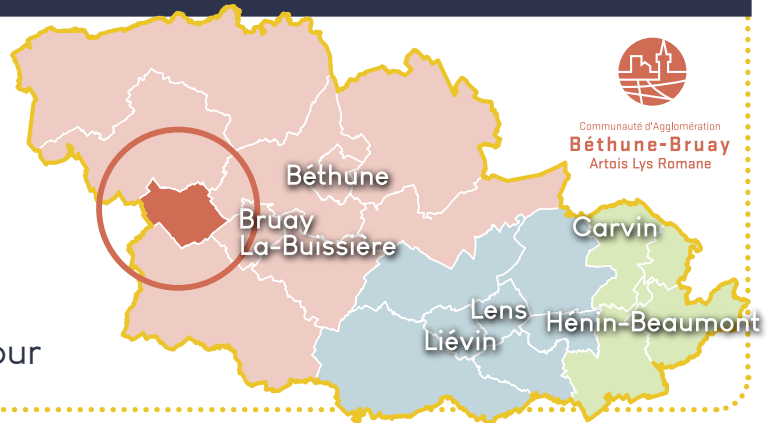 Communauté d'Agglomération
Béthune-Bruay
Artois Lys Romane
Béthune
Bruay
La-Buissière
Carvin
Lens
Hénin-Beaumont
Liévin
our